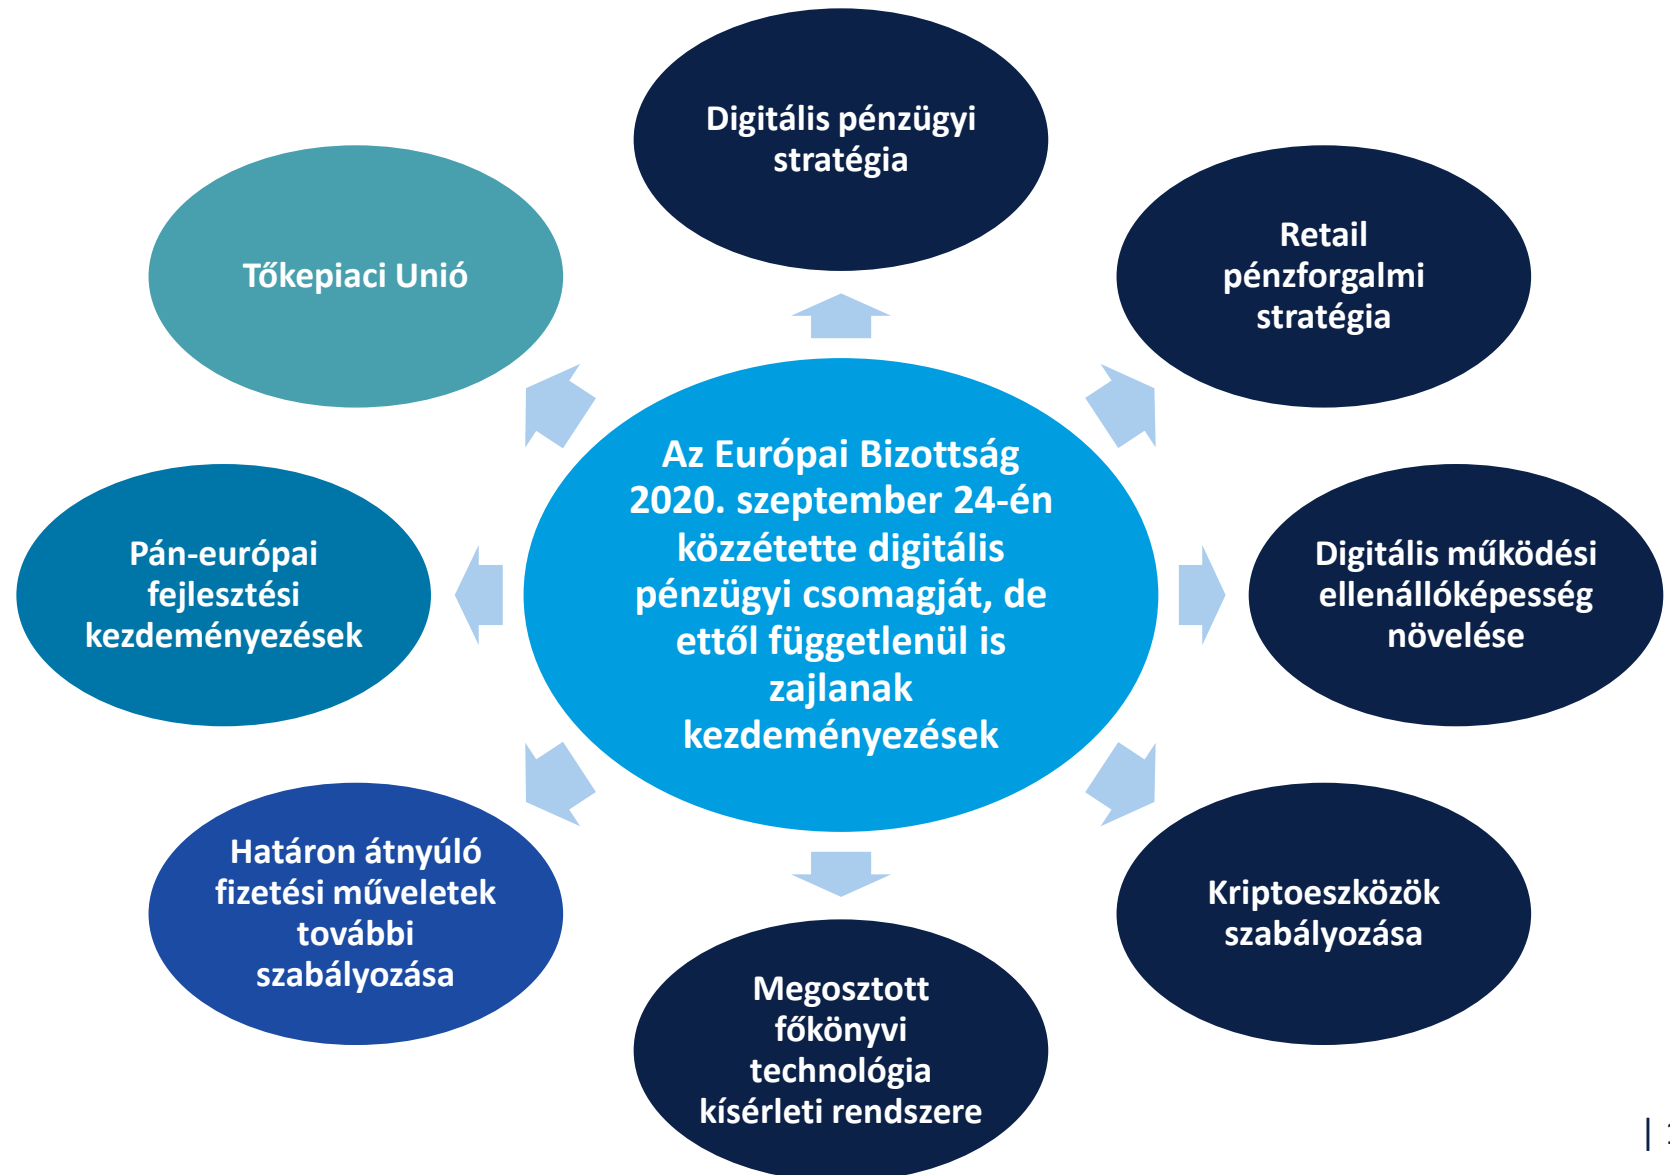 Digitális pénzügyi
stratégia
Retail
pénzforgalmi
stratégia
Digitális működési
ellenállóképesség
növelése
Kriptoeszközök
szabályozása
Megosztott
főkönyvi
technológia
kísérleti rendszere
Határon átnyúló
fizetési műveletek
további
szabályozása
Pán-európai
fejlesztési
kezdeményezések
Tőkepiaci Unió
Az Európai Bizottság
2020. szeptember 24-én
közzétette digitális
pénzügyi csomagját, de
ettől függetlenül is
zajlanak
kezdeményezések
|